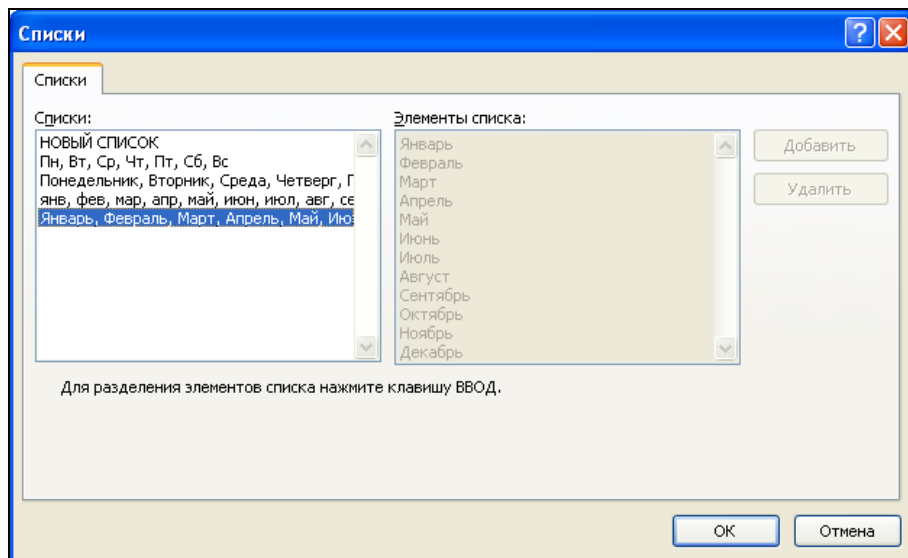 Списки
Списки
Списки:
НОВЫЙ СПИСОК
Пн, Вт, Ср, Чт, Пт, Сб, Вс
Понедельник, Вторник, Среда, Четверг, П
янв, фев, мар, апр, май, июн, июл, авг, се
Январь, Февраль, Март, Апрель, Май, Ию
Элементы списка:
Январь
Февраль
Март
Апрель
Май
Июнь
Июль
Август
Сентябрь
Октябрь
Ноябрь
Декабрь
Добавить
Удалить
Для разделения элементов списка нажмите клавишу ВВОД.
ОК
Отмена